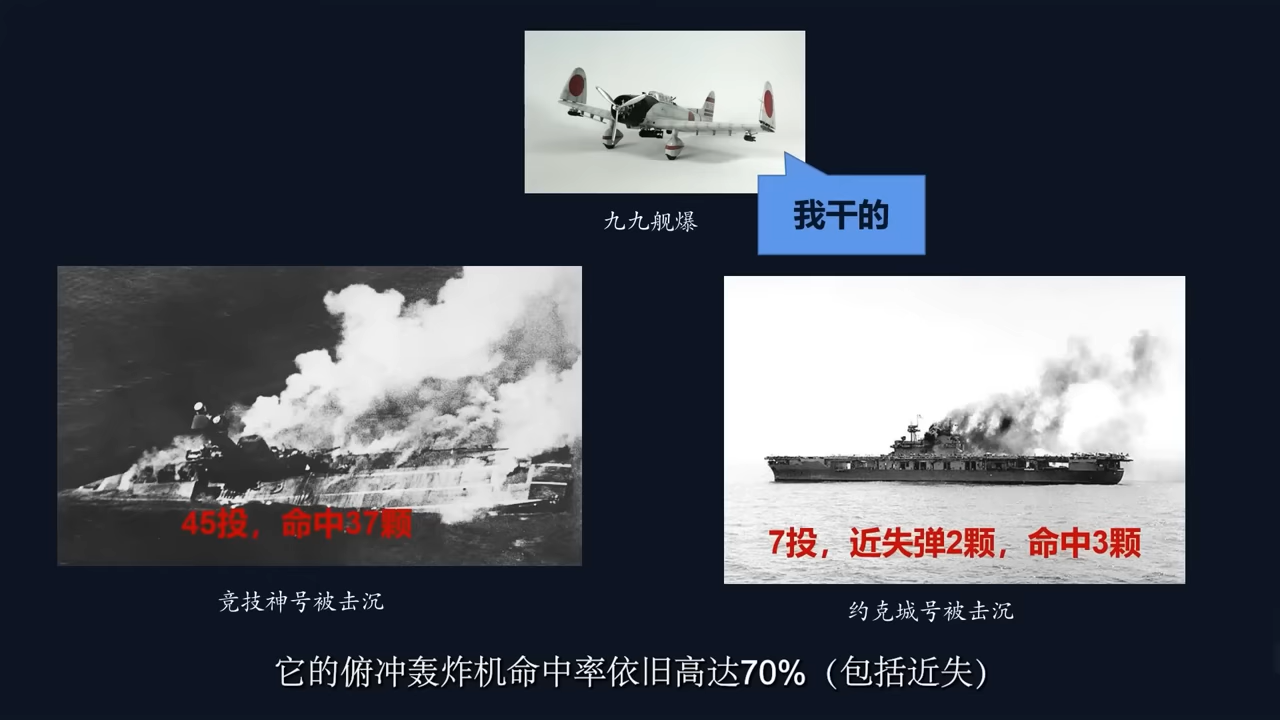 我干的
九九舰爆
45投，命中37颗
7投，近失弹2颗，命中3颗
竞技神号被击沉
约克城号被击沉
它的俯冲轰炸机命中率依旧高达70%（包括近失）